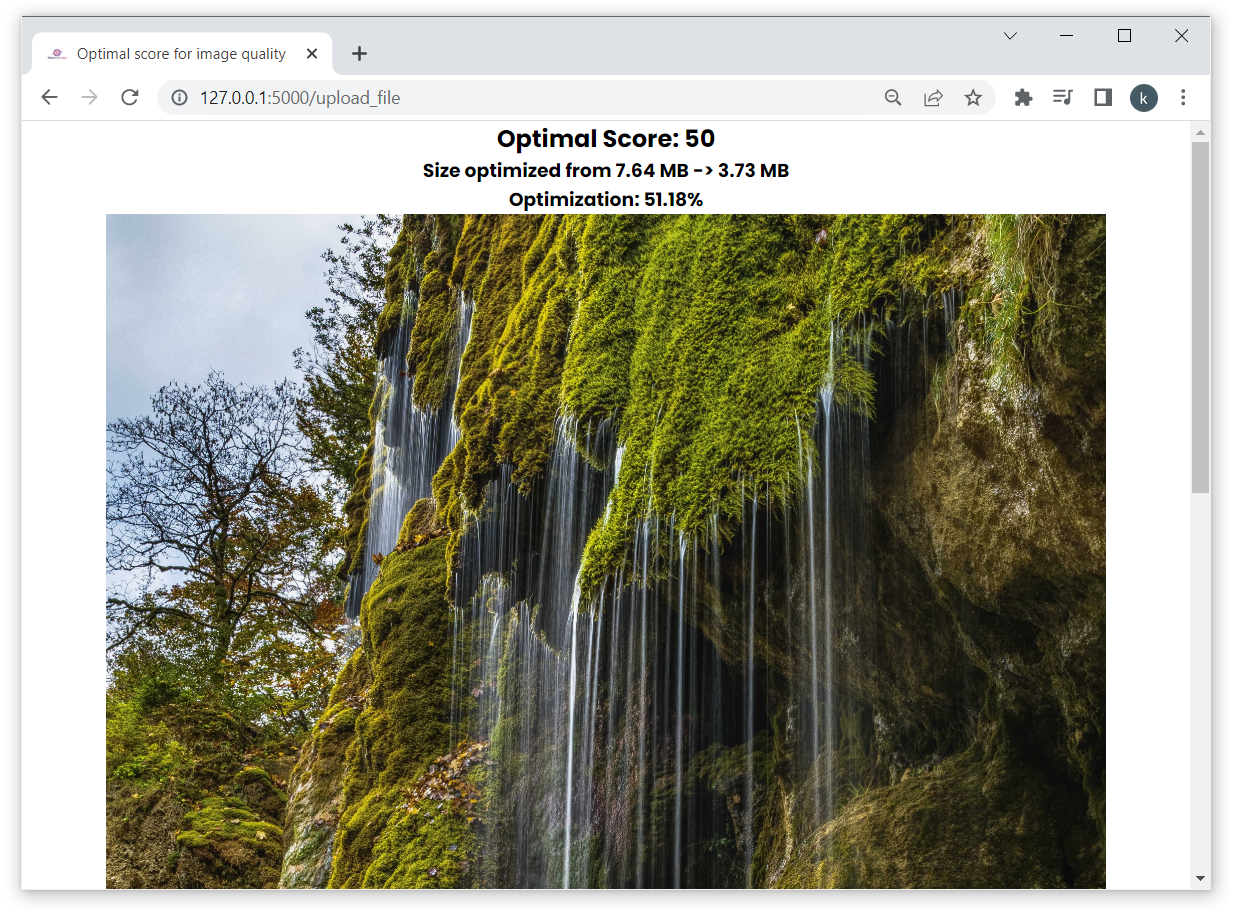 Optimal score for image quality
127.0.0.1:5000/upload_file
k
Optimal Score: 50
Size optimized from 7.64 MB -> 3.73 MB
Optimization: 51.18%